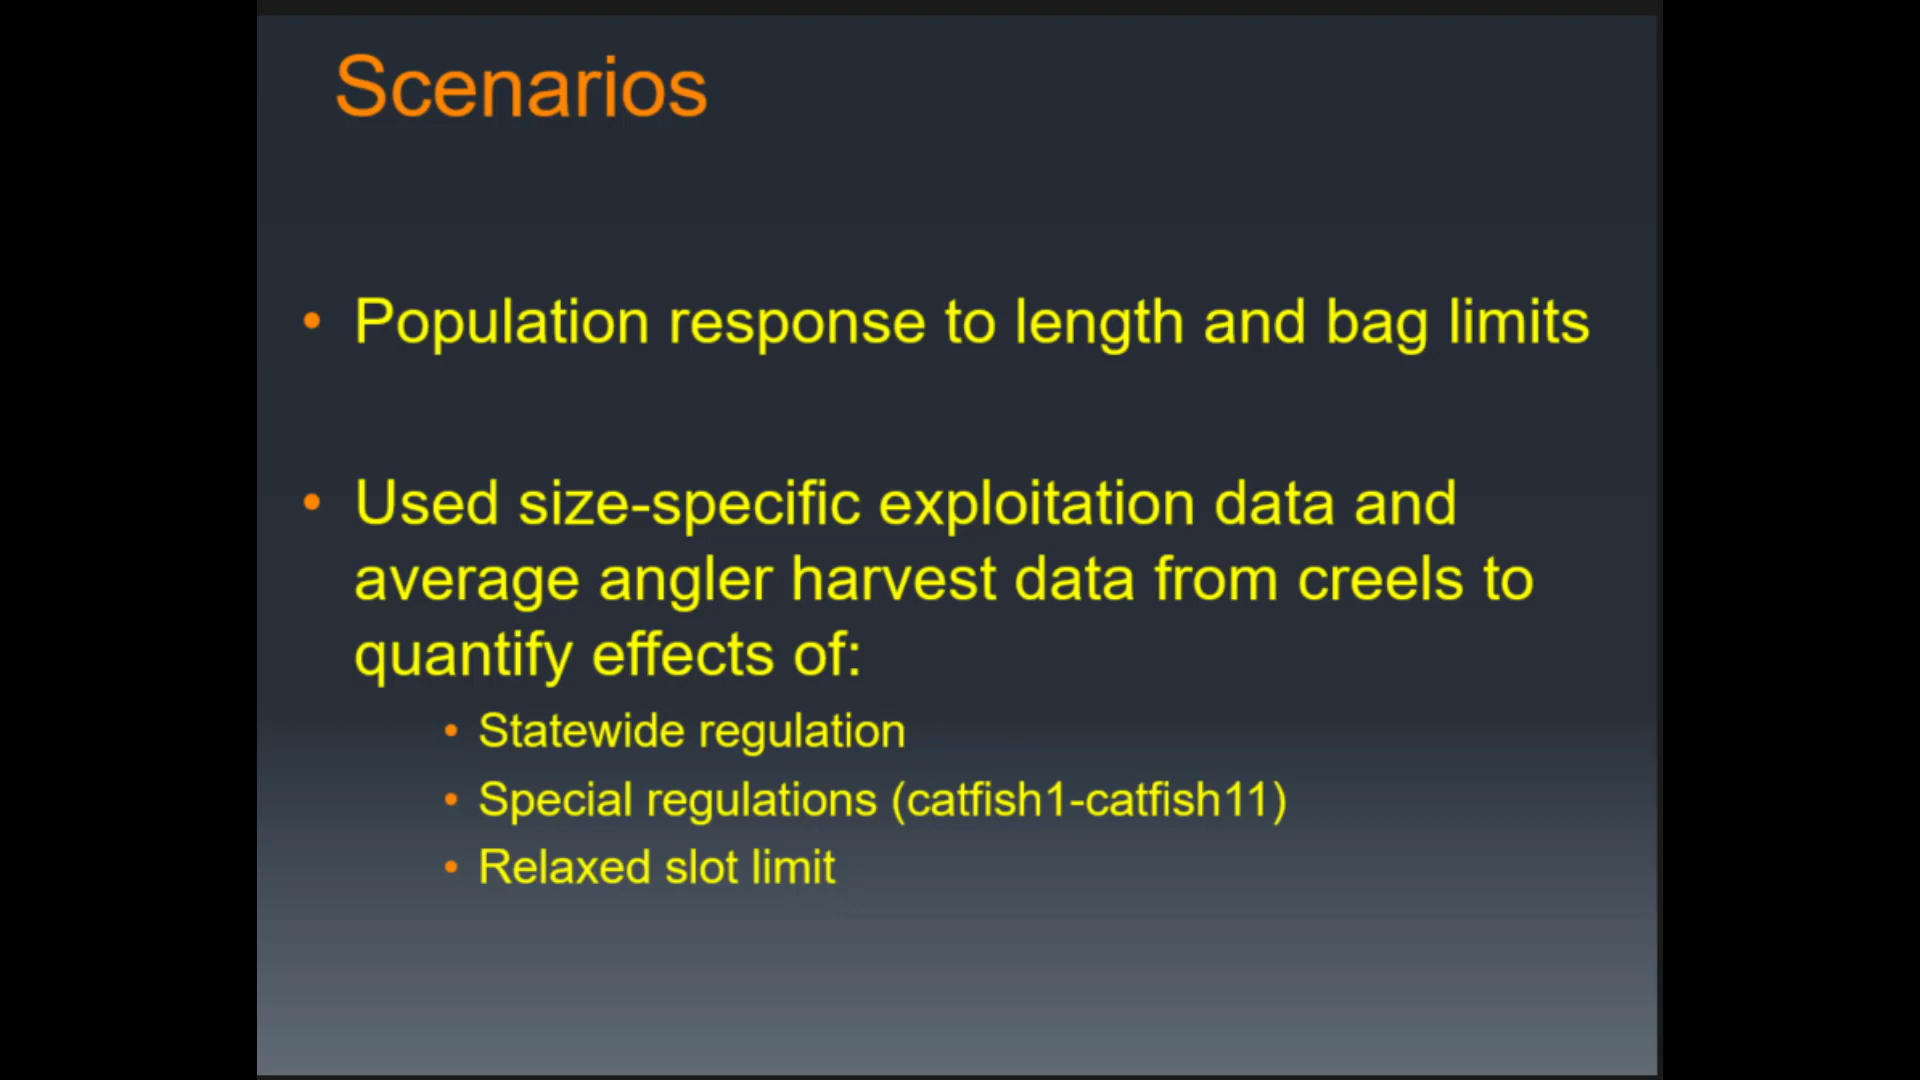 Scenarios
• Population response to length and bag limits
• Used size-specific exploitation data and
average angler harvest data from creels to
quantify effects of:
• Statewide regulation
• Special regulations (catfish1-catfish11)
• Relaxed slot limit